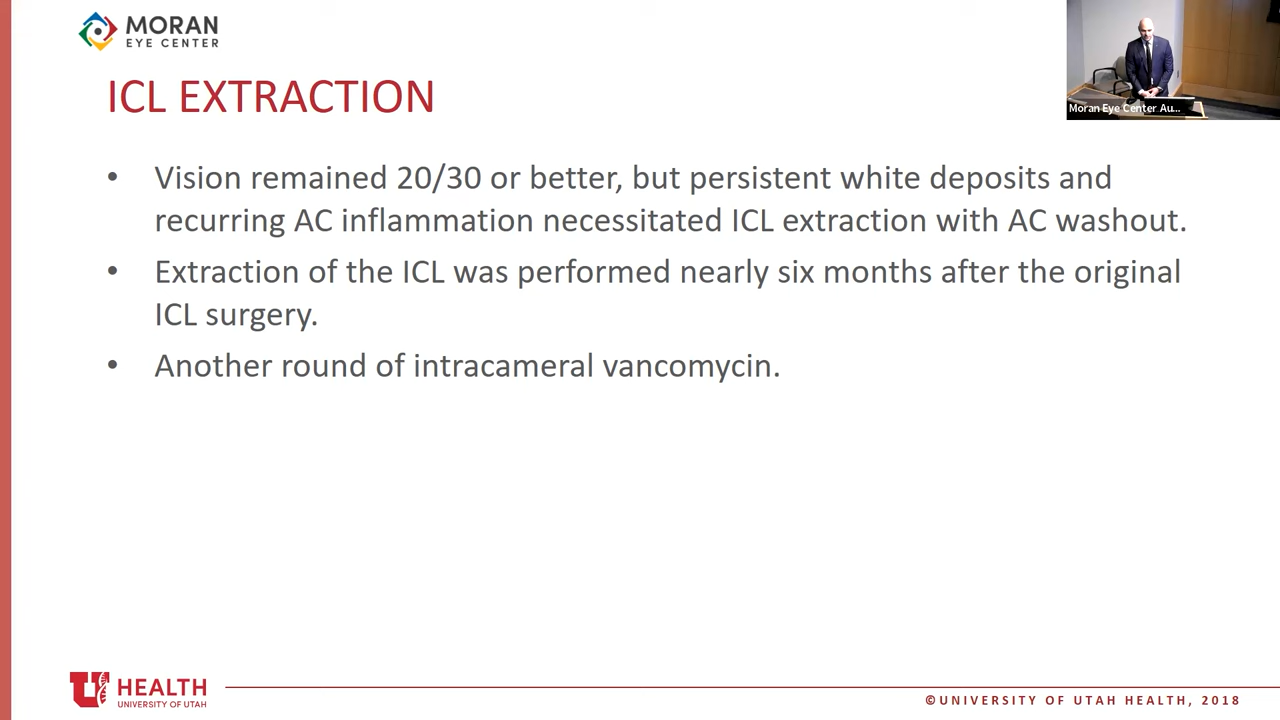 MORAN
EYE CENTER
Moran Eye Center Au...
ICL EXTRACTION
• Vision remained 20/30 or better, but persistent white deposits and
recurring AC inflammation necessitated ICL extraction with AC washout.
• Extraction of the ICL was performed nearly six months after the original
ICL surgery.
• Another round of intracameral vancomycin.
U HEALTH
UNIVERSITY OF UTAH
©UNIVERSITY OF UTAH HEALTH, 2018